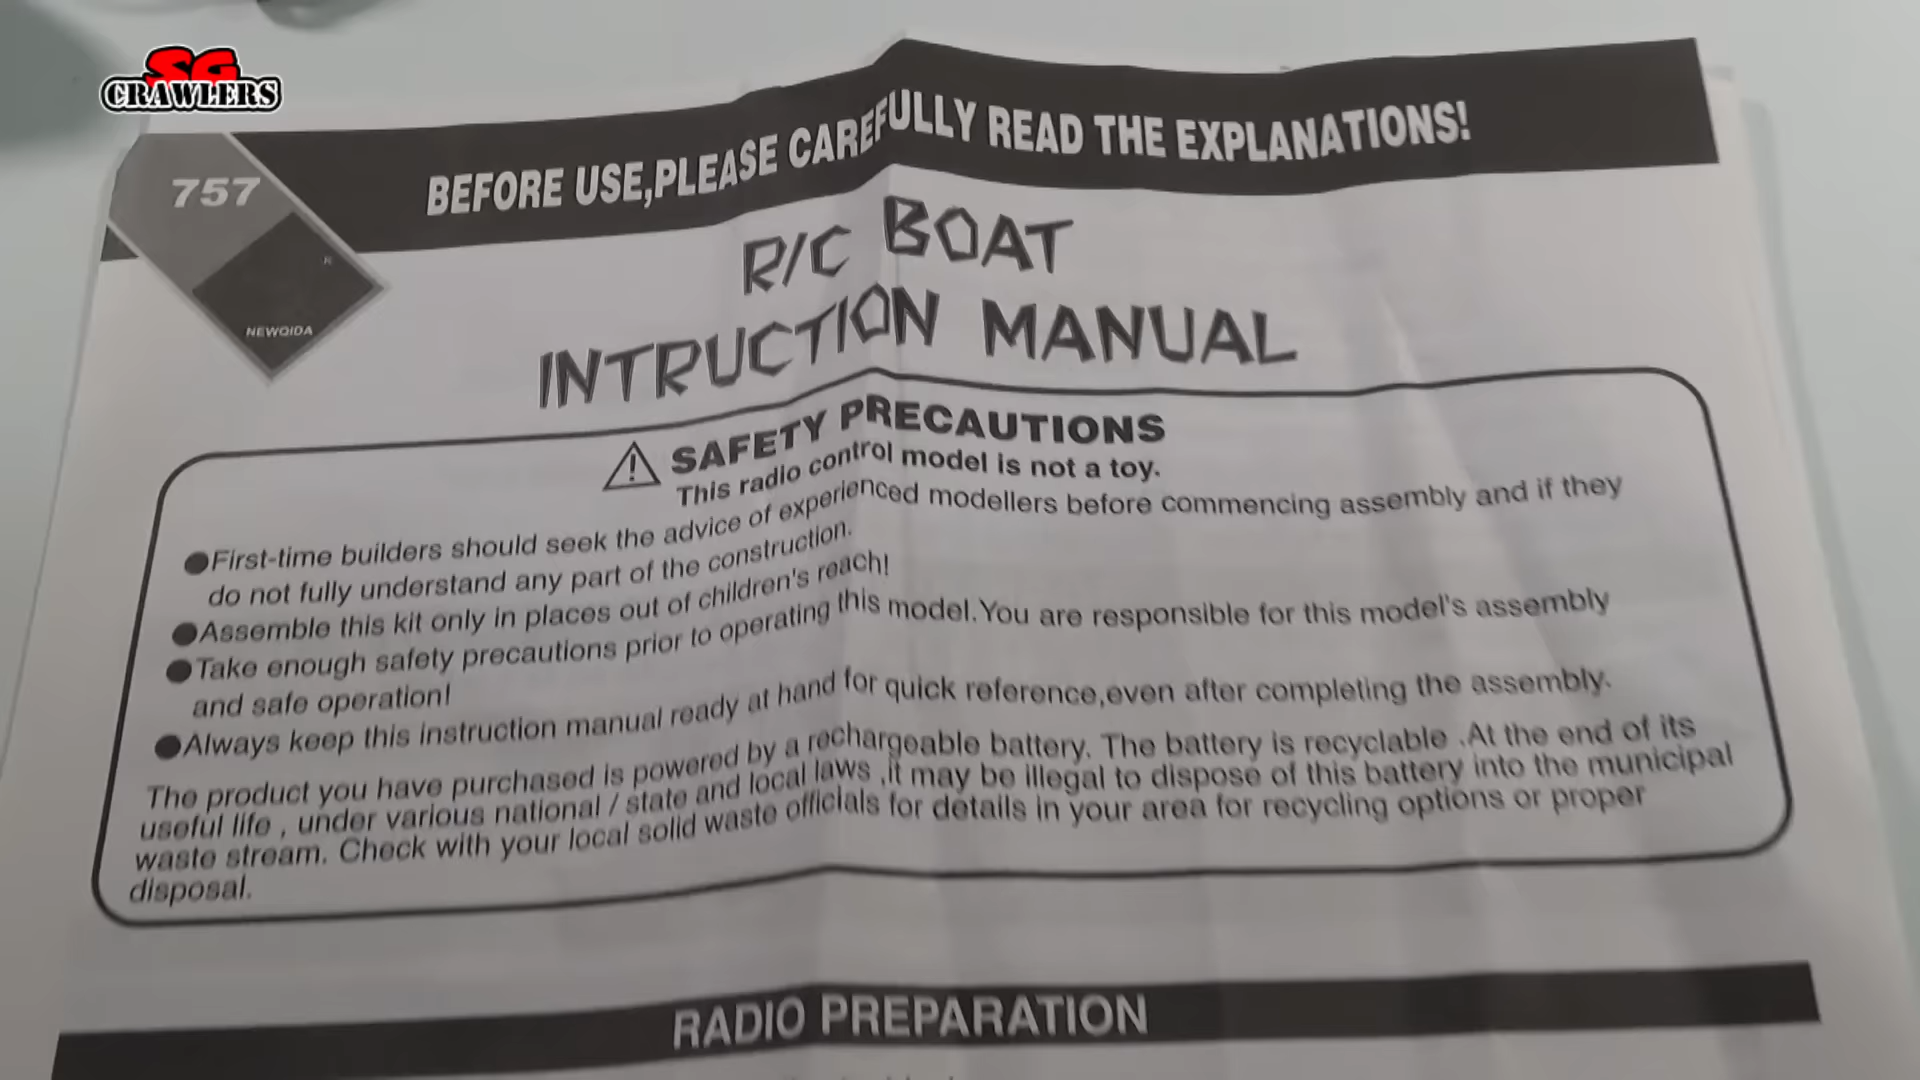 SG
CRAWLERS
BEFORE USE,PLEASE CAREFULLY READ THE EXPLANATIONS!
757
NEWQIDA
R/C BOAT
INTRUCTION MANUAL
SAFETY PRECAUTIONS
This radio control model is not a toy.
●First-time builders should seek the advice of experienced modellers before commencing assembly and if they
do not fully understand any part of the construction.
●Assemble this kit only in places out of children's reach!
●Take enough safety precautions prior to operating this model.You are responsible for this model's assembly
and safe operation!
●Always keep this instruction manual ready at hand for quick reference,even after completing the assembly.
The product you have purchased is powered by a rechargeable battery. The battery is recyclable .At the end of its
useful life , under various national / state and local laws ,it may be illegal to dispose of this battery into the municipal
waste stream. Check with your local solid waste officials for details in your area for recycling options or proper
disposal.
RADIO PREPARATION